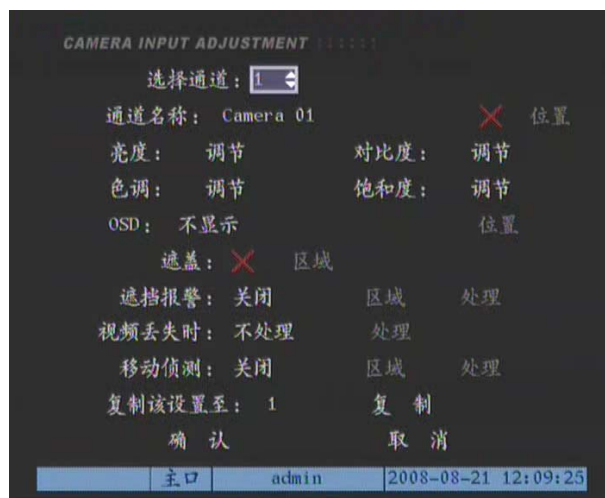 CAMERA INPUT ADJUSTMENT
选择通道：1
通道名称： Camera 01 位置
亮度： 调节 对比度： 调节
色调： 调节 饱和度： 调节
OSD： 不显示 位置
遮盖： 区域
遮挡报警： 关闭 区域 处理
视频丢失时： 不处理 处理
移动侦测： 关闭 区域 处理
复制该设置至： 1 复 制
确 认 取 消
主口 admin 2008-08-21 12:09:25